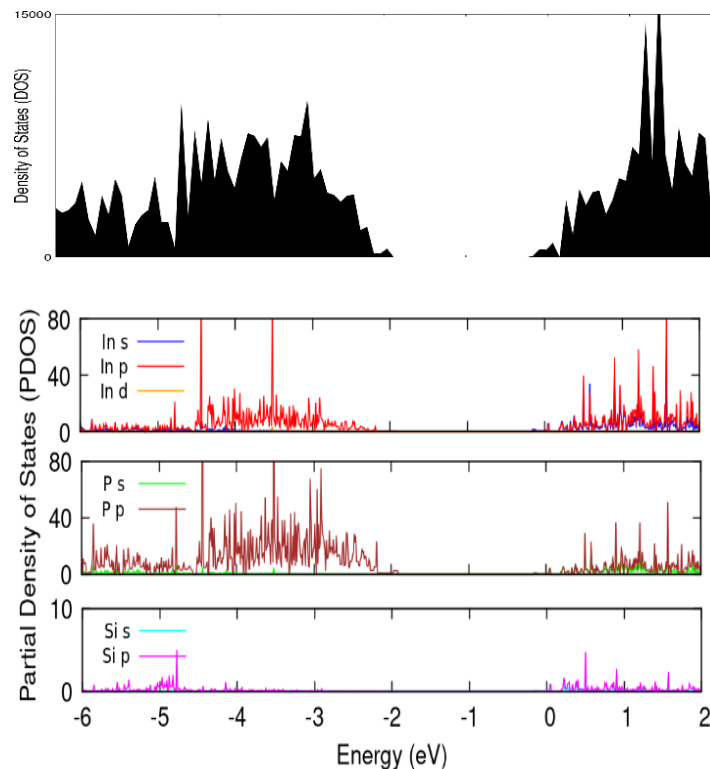 15000
Density of States (DOS)
0
Partial Density of States (PDOS)
80
40
0
In s
In p
In d
80
40
0
P s
P p
10
0
Si s
Si p
-6 -5 -4 -3 -2 -1 0 1 2
Energy (eV)